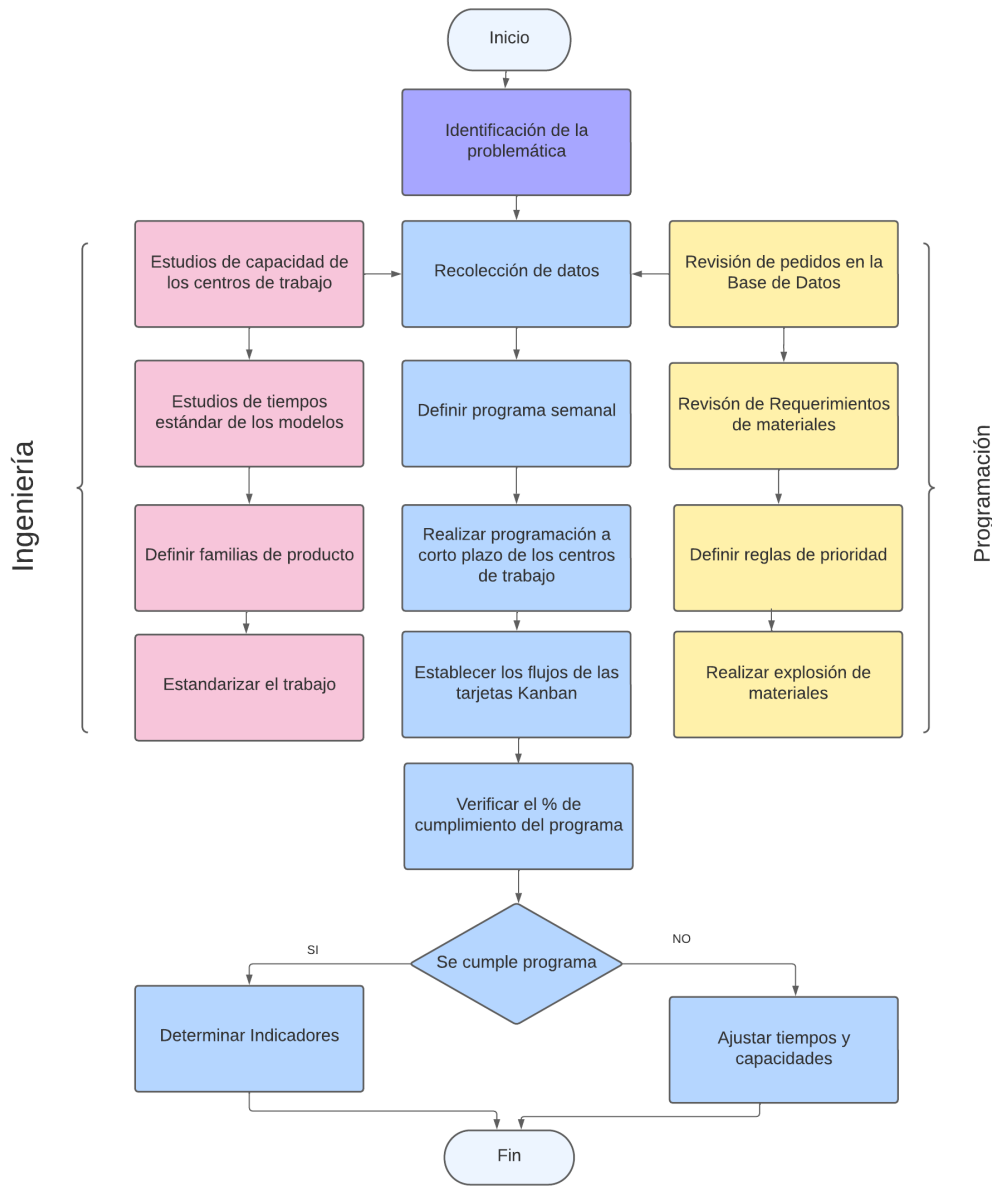 Inicio
Identificación de la
problemática
Estudios de capacidad de
los centros de trabajo
Recolección de datos
Revisión de pedidos en la
Base de Datos
Estudios de tiempos
estándar de los modelos
Definir programa semanal
Revisón de Requerimientos
de materiales
Ingeniería
Programación
Definir familias de producto
Realizar programación a
corto plazo de los centros
de trabajo
Definir reglas de prioridad
Estandarizar el trabajo
Establecer los flujos de las
tarjetas Kanban
Realizar explosión de
materiales
Verificar el % de
cumplimiento del programa
Se cumple programa
SI
NO
Determinar Indicadores
Ajustar tiempos y
capacidades
Fin